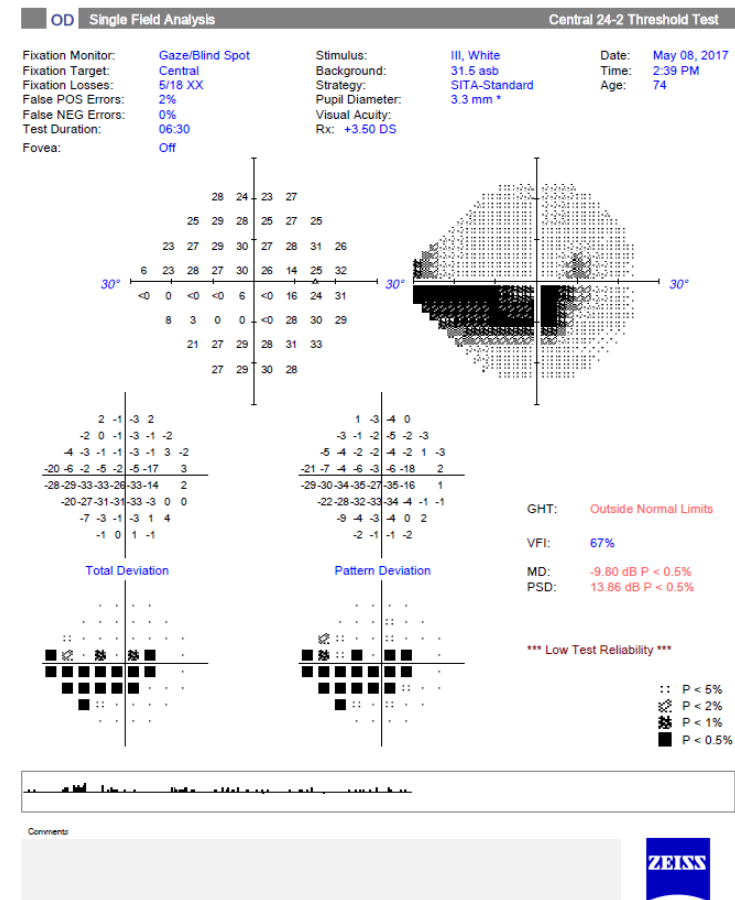 OD Single Field Analysis Central 24-2 Threshold Test
Fixation Monitor: Gaze/Blind Spot Stimulus: III, White Date: May 08, 2017
Fixation Target: Central Background: 31.5 asb Time: 2:39 PM
Fixation Losses: 5/18 XX Strategy: SITA-Standard Age: 74
False POS Errors: 2% Pupil Diameter: 3.3 mm *
False NEG Errors: 0% Visual Acuity:
Test Duration: 06:30 Rx: +3.50 DS
Fovea: Off
28 24 23 27
25 29 28 25 27 25
23 27 29 30 27 28 31 26
6 23 28 27 30 26 14 25 32
30° 30° 30°
<0 0 <0 <0 6 <0 16 24 31
8 3 0 0 <0 28 30 29
21 27 29 28 31 33
27 29 30 28
2 -1 -3 2 1 -3 -4 0
-2 0 -1 -3 -1 -2 -3 -1 -2 -5 -2 -3
-4 -3 -1 -1 -3 -1 3 -2 -5 -4 -2 -2 -4 -2 1 -3
-20 -6 -2 -5 -2 -5 -17 3 -21 -7 -4 -6 -3 -6 -18 2
-28 -29 -33 -33 -26 -33 -14 2 -29 -30 -34 -35 -27 -35 -16 1
-20 -27 -31 -31 -33 -3 0 0 -22 -28 -32 -33 -34 -4 -1 -1
-7 -3 -1 -3 1 4 -9 -4 -3 -4 0 2
-1 0 1 -1 -2 -1 -1 -2
GHT: Outside Normal Limits
VFI: 67%
Total Deviation Pattern Deviation MD: -9.80 dB P < 0.5%
PSD: 13.86 dB P < 0.5%
*** Low Test Reliability ***
P < 5%
P < 2%
P < 1%
P < 0.5%
Comments
ZEISS